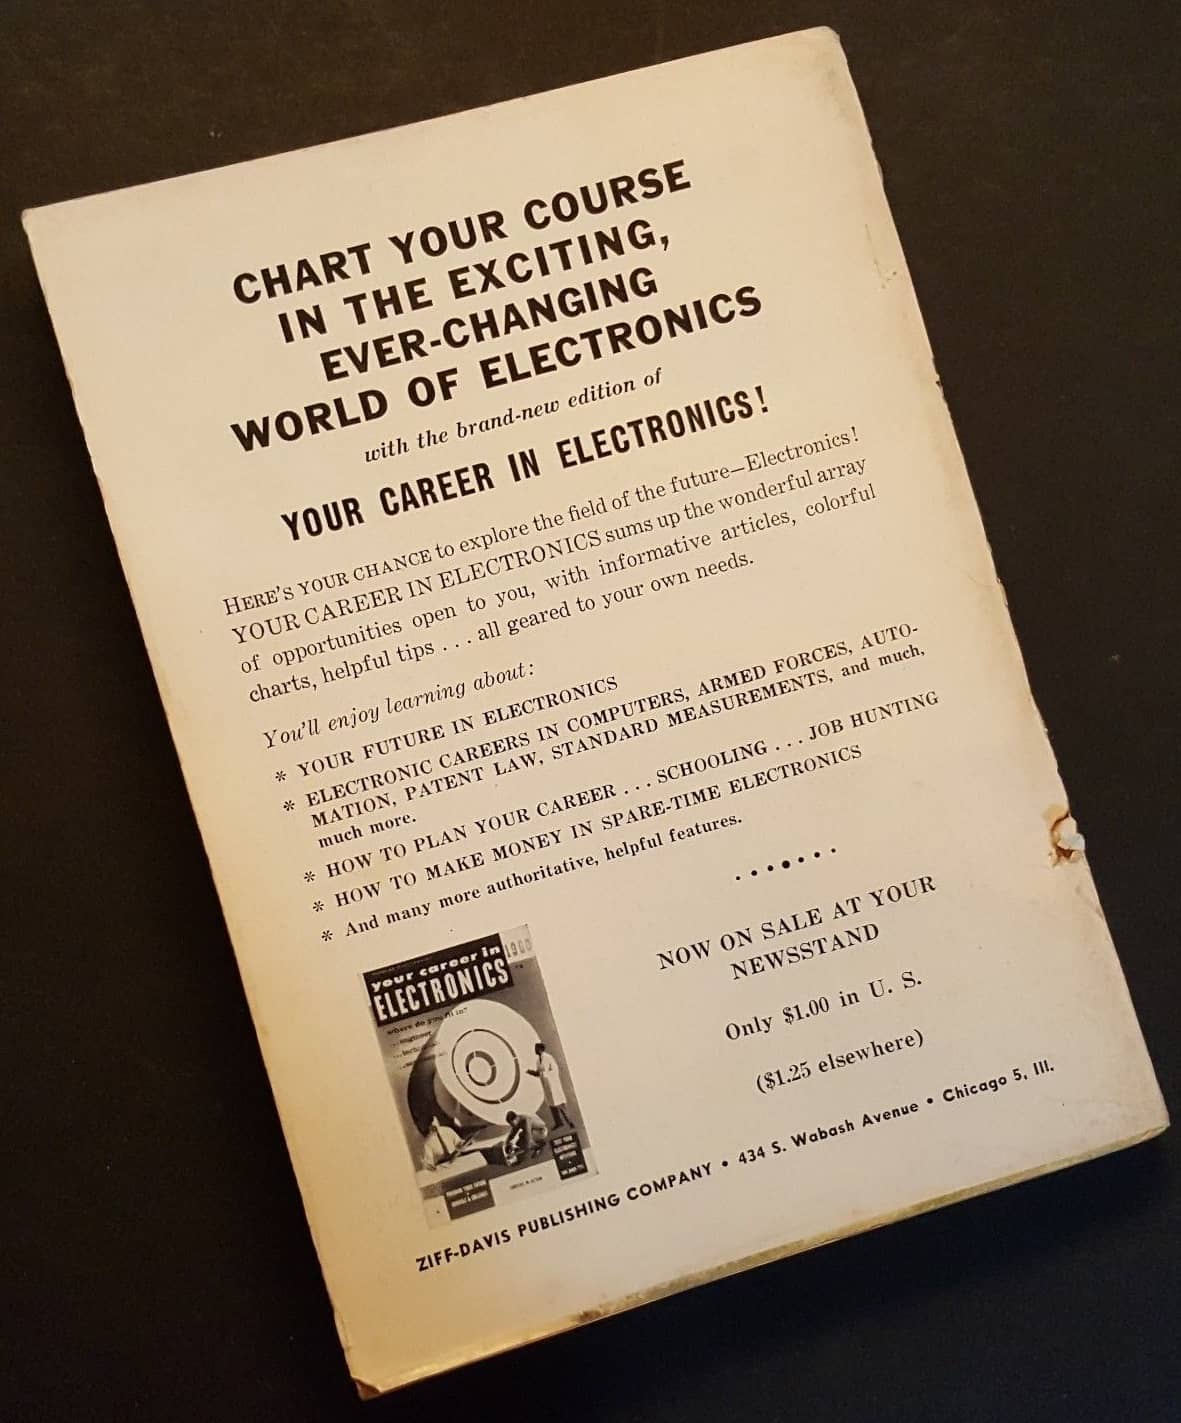 CHART YOUR COURSE
IN THE EXCITING,
EVER-CHANGING
WORLD OF ELECTRONICS
with the brand-new edition of
YOUR CAREER IN ELECTRONICS!
HERE'S YOUR CHANCE to explore the field of the future—Electronics!
YOUR CAREER IN ELECTRONICS sums up the wonderful array
of opportunities open to you, with informative articles, colorful
charts, helpful tips . . . all geared to your own needs.
You'll enjoy learning about:
* YOUR FUTURE IN ELECTRONICS
* ELECTRONIC CAREERS IN COMPUTERS, ARMED FORCES, AUTO-
MATION, PATENT LAW, STANDARD MEASUREMENTS, and much,
much more.
* HOW TO PLAN YOUR CAREER . . . SCHOOLING . . . JOB HUNTING
* HOW TO MAKE MONEY IN SPARE-TIME ELECTRONICS
* And many more authoritative, helpful features.
your career in 1960
ELECTRONICS
where do you fit in?
...engineer
NOW ON SALE AT YOUR
NEWSSTAND
Only $1.00 in U. S.
($1.25 elsewhere)
ZIFF-DAVIS PUBLISHING COMPANY • 434 S. Wabash Avenue • Chicago 5, Ill.